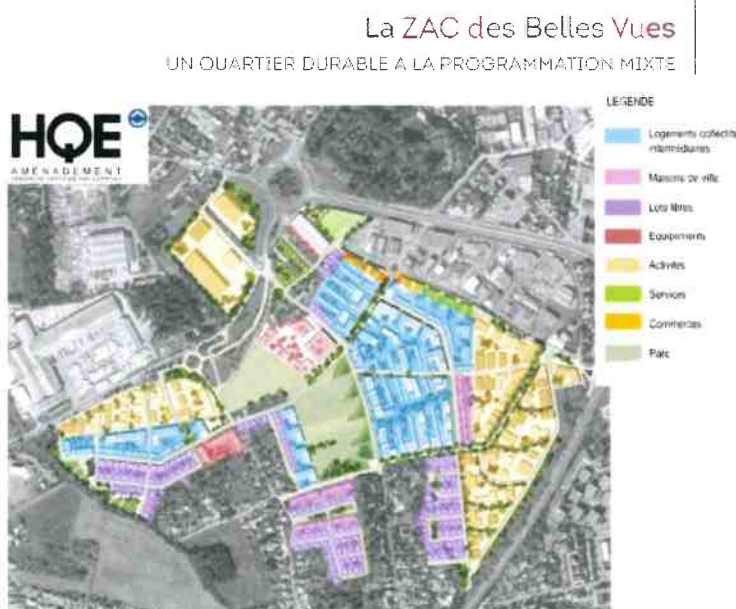 La ZAC des Belles Vues
UN QUARTIER DURABLE A LA PROGRAMMATION MIXTE
HQE
AMÉNAGEMENT
LEGENDE
Logements collectifs
intermédiaires
Maisons de ville
Lots libres
Equipements
Activités
Services
Commerces
Parc